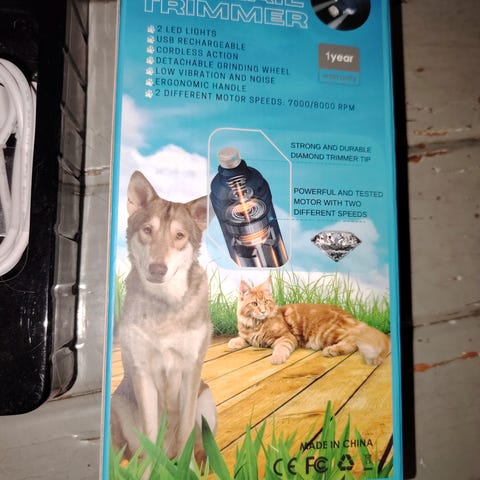 TRIMMER
2 LED LIGHTS
USB RECHARGEABLE
CORDLESS ACTION
DETACHABLE GRINDING WHEEL
LOW VIBRATION AND NOISE
ERGONOMIC HANDLE
2 DIFFERENT MOTOR SPEEDS: 7000/8000 RPM
1year
warranty
STRONG AND DURABLE
DIAMOND TRIMMER TIP
POWERFUL AND TESTED
MOTOR WITH TWO
DIFFERENT SPEEDS
MADE IN CHINA
CE FC